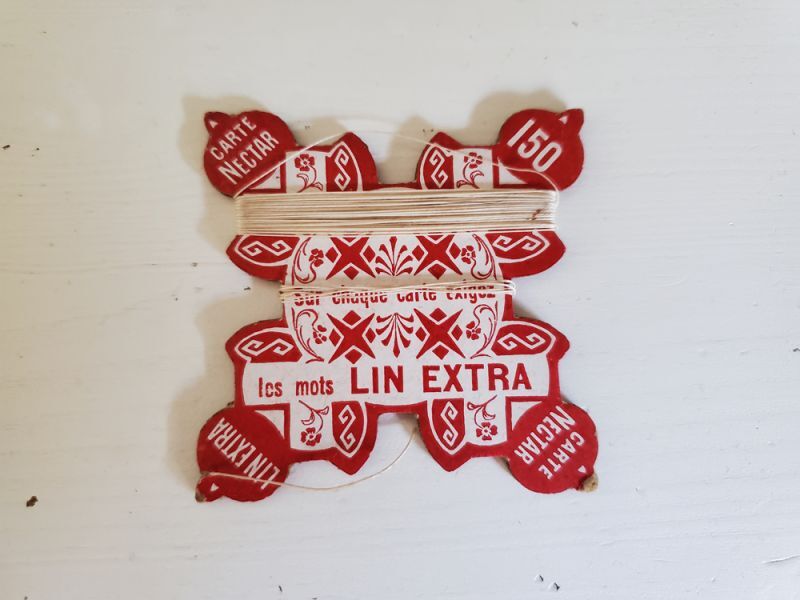 CARTE
NECTAR
150
Sur chaque carte exigez
les mots LIN EXTRA
LIN EXTRA
CARTE
NECTAR